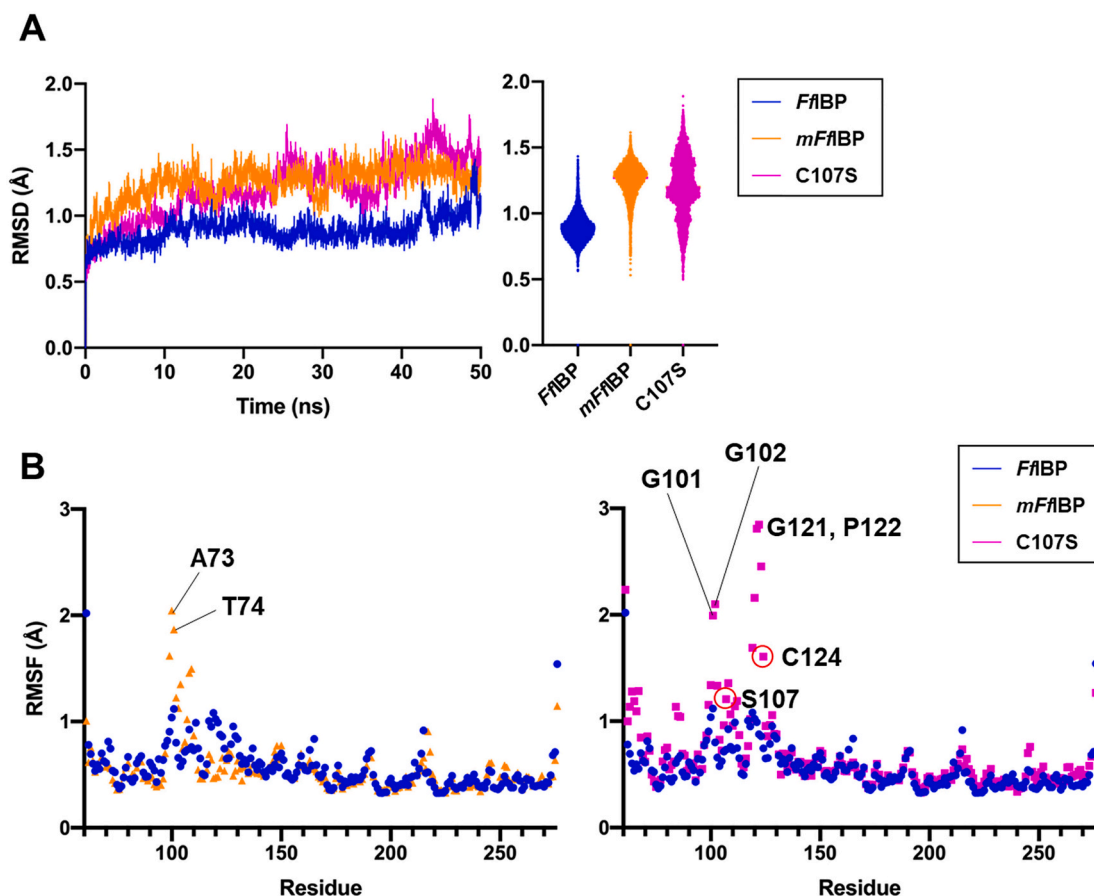 A
RMSD (Å)
2.0
1.5
1.0
0.5
0.0
0 10 20 30 40 50
Time (ns)
2.0
1.5
1.0
0.5
0.0
FfIBP
mFfIBP
C107S
FfIBP
mFfIBP
C107S
B
RMSF (Å)
3
2
1
0
A73
T74
100 150 200 250
Residue
3
2
1
0
G101
G102
G121, P122
C124
S107
100 150 200 250
Residue
FfIBP
mFfIBP
C107S